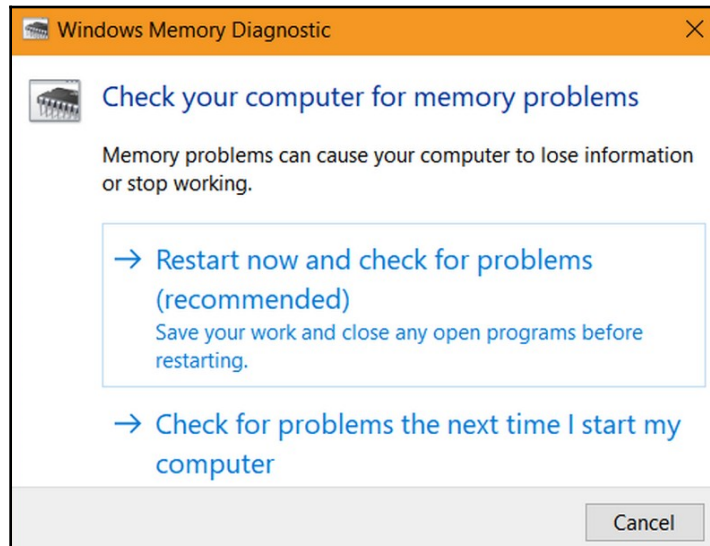 Windows Memory Diagnostic
Check your computer for memory problems
Memory problems can cause your computer to lose information
or stop working.
→ Restart now and check for problems
(recommended)
Save your work and close any open programs before
restarting.
→ Check for problems the next time I start my
computer
Cancel